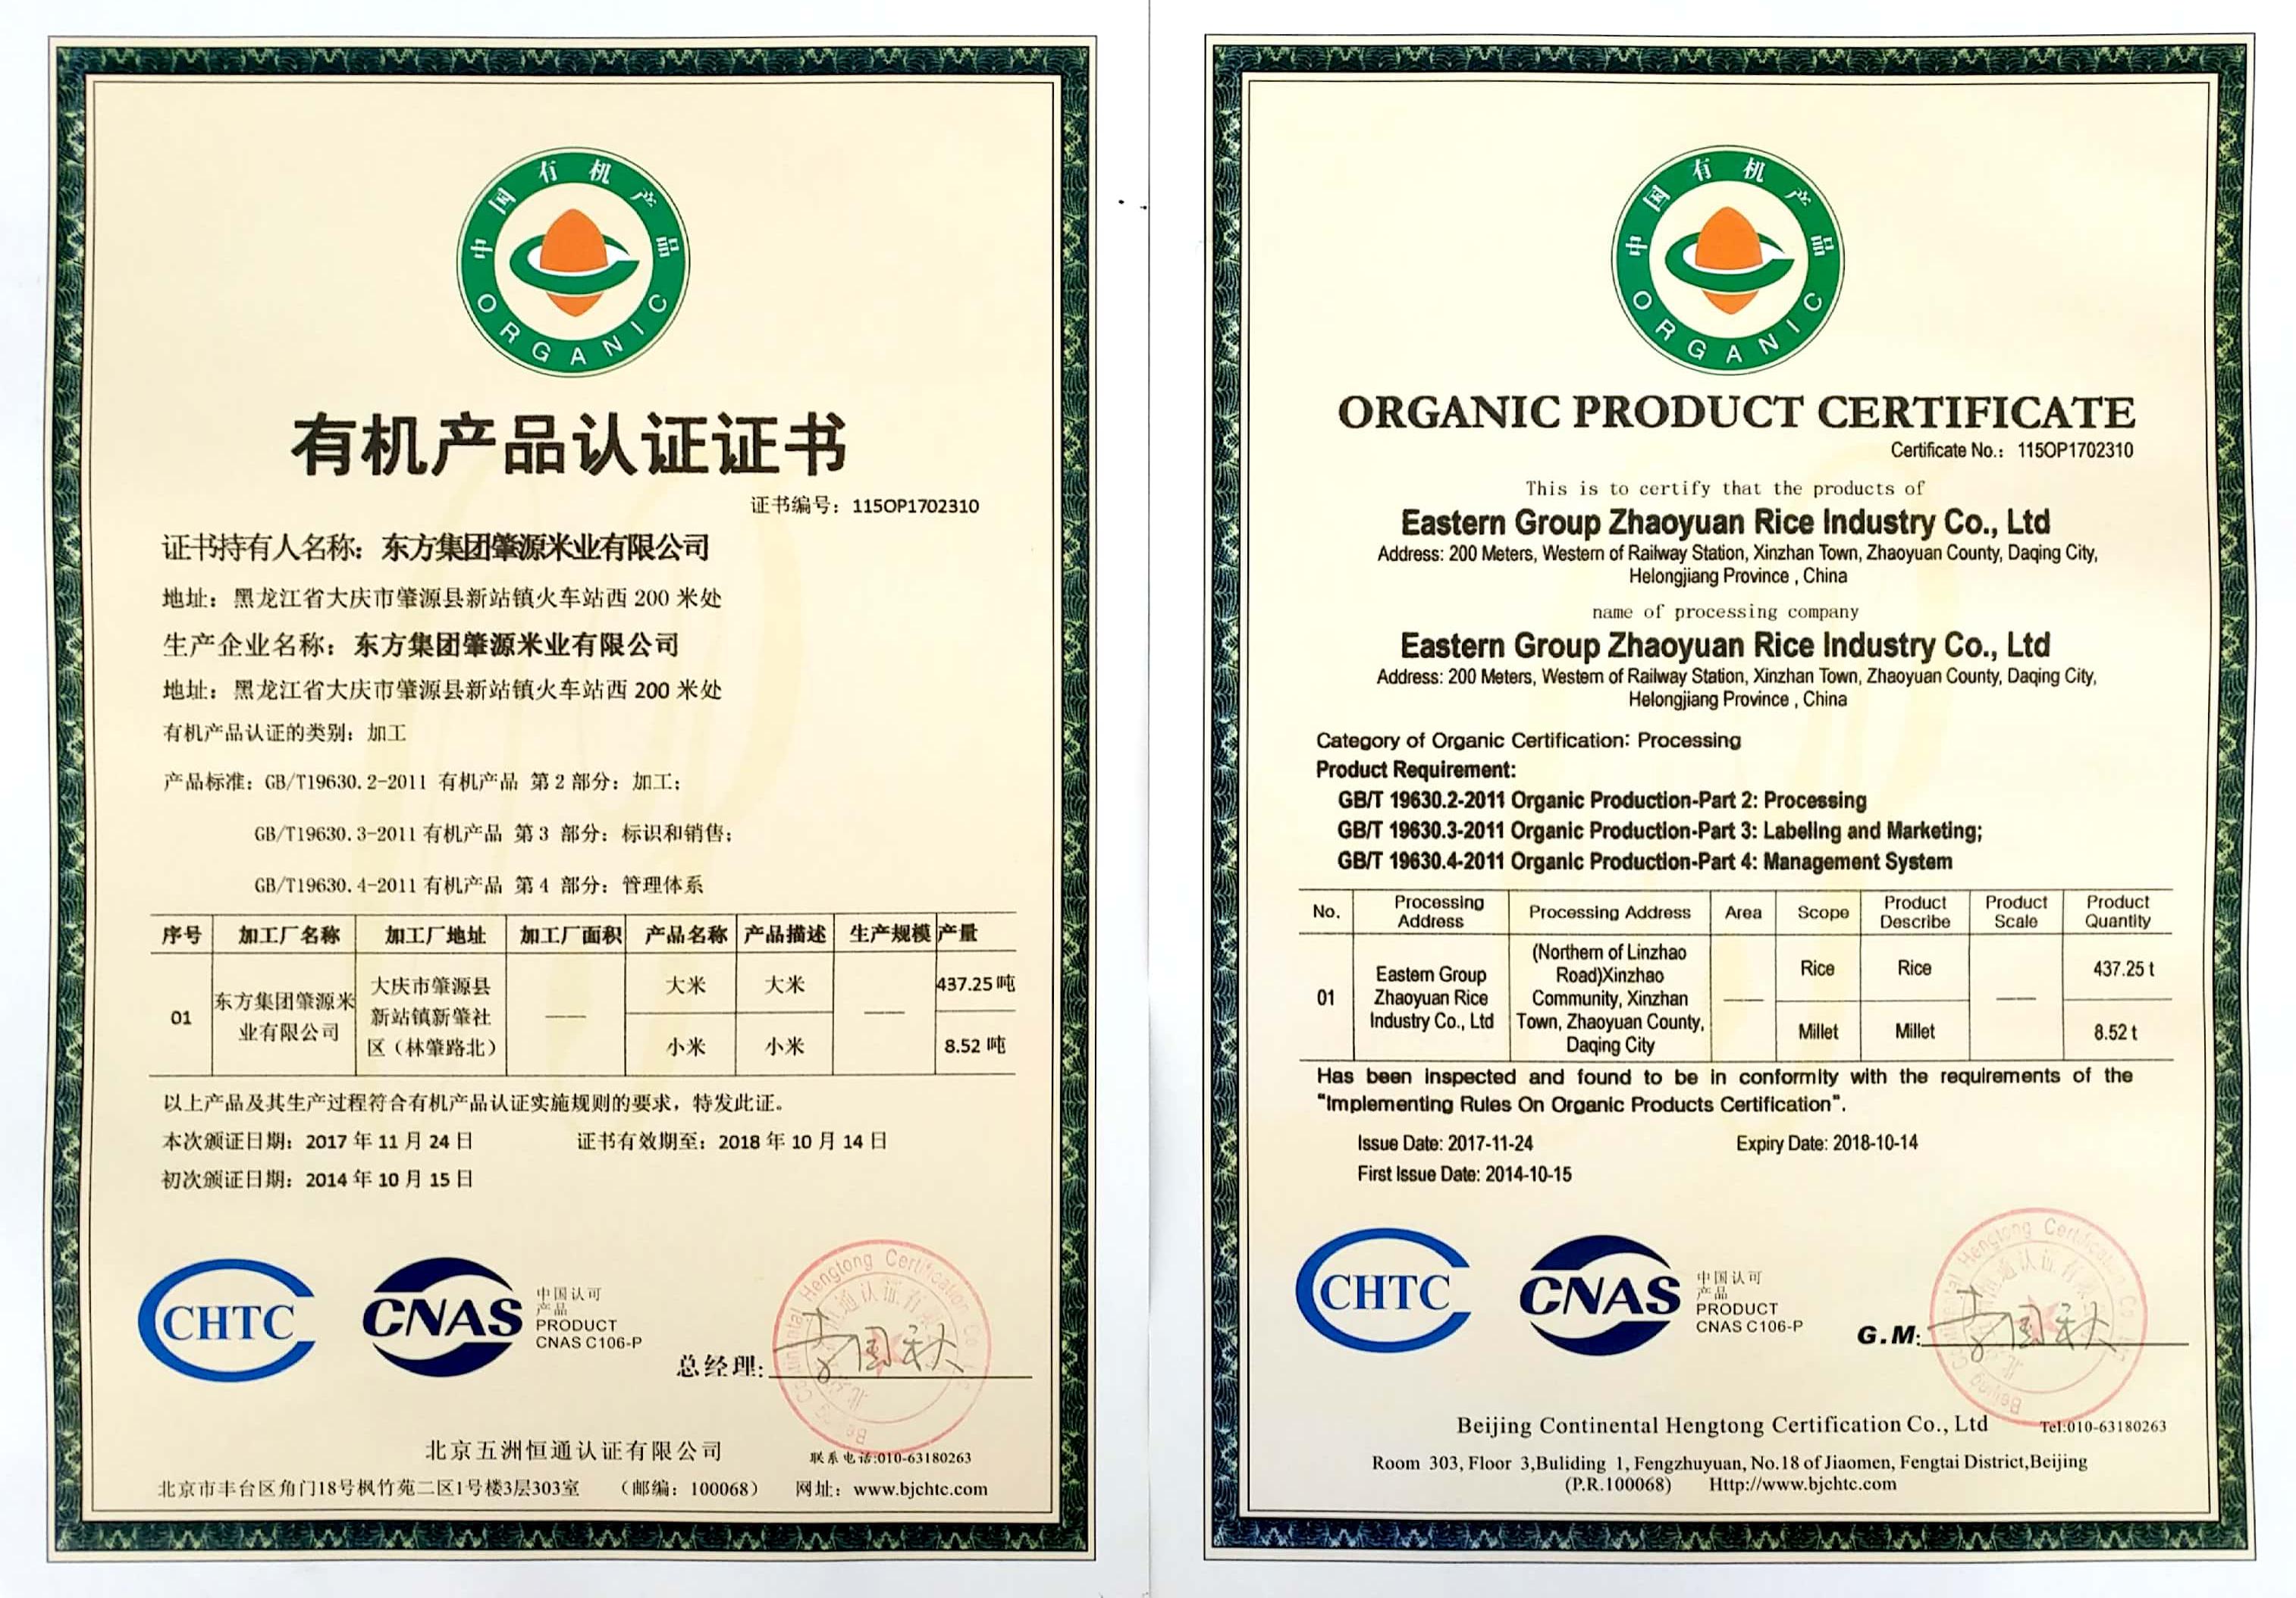 中国有机产品
ORGANIC
有机产品认证证书
证书编号：115OP1702310
证书持有人名称：东方集团肇源米业有限公司
地址：黑龙江省大庆市肇源县新站镇火车站西 200 米处
生产企业名称：东方集团肇源米业有限公司
地址：黑龙江省大庆市肇源县新站镇火车站西 200 米处
有机产品认证的类别：加工
产品标准：GB/T19630.2-2011 有机产品 第 2 部分：加工；
GB/T19630.3-2011 有机产品 第 3 部分：标识和销售；
GB/T19630.4-2011 有机产品 第 4 部分：管理体系
序号 加工厂名称 加工厂地址 加工厂面积 产品名称 产品描述 生产规模 产量
01 东方集团肇源米业有限公司 大庆市肇源县新站镇新肇社区（林肇路北） —— 大米 大米 —— 437.25 吨
小米 小米 8.52 吨
以上产品及其生产过程符合有机产品认证实施规则的要求，特发此证。
本次颁证日期：2017 年 11 月 24 日 证书有效期至：2018 年 10 月 14 日
初次颁证日期：2014 年 10 月 15 日
CHTC
CNAS
中国认可
产品
PRODUCT
CNAS C106-P
总经理:
北京五洲恒通认证有限公司 联系电话:010-63180263
北京市丰台区角门18号枫竹苑二区1号楼3层303室 （邮编：100068） 网址：www.bjchtc.com
中国有机产品
ORGANIC
ORGANIC PRODUCT CERTIFICATE
Certificate No.： 115OP1702310
This is to certify that the products of
Eastern Group Zhaoyuan Rice Industry Co., Ltd
Address: 200 Meters, Western of Railway Station, Xinzhan Town, Zhaoyuan County, Daqing City,
Helongjiang Province , China
name of processing company
Eastern Group Zhaoyuan Rice Industry Co., Ltd
Address: 200 Meters, Western of Railway Station, Xinzhan Town, Zhaoyuan County, Daqing City,
Helongjiang Province , China
Category of Organic Certification: Processing
Product Requirement:
GB/T 19630.2-2011 Organic Production-Part 2: Processing
GB/T 19630.3-2011 Organic Production-Part 3: Labeling and Marketing;
GB/T 19630.4-2011 Organic Production-Part 4: Management System
No. Processing Address Processing Address Area Scope Product Describe Product Scale Product Quantity
01 Eastern Group Zhaoyuan Rice Industry Co., Ltd (Northern of Linzhao Road)Xinzhao Community, Xinzhan Town, Zhaoyuan County, Daqing City —— Rice Rice —— 437.25 t
Millet Millet 8.52 t
Has been inspected and found to be in conformity with the requirements of the
"Implementing Rules On Organic Products Certification".
Issue Date: 2017-11-24 Expiry Date: 2018-10-14
First Issue Date: 2014-10-15
CHTC
CNAS
中国认可
产品
PRODUCT
CNAS C106-P
G.M:
Beijing Continental Hengtong Certification Co., Ltd Tel:010-63180263
Room 303, Floor 3,Buliding 1, Fengzhuyuan, No.18 of Jiaomen, Fengtai District,Beijing
(P.R.100068) Http://www.bjchtc.com